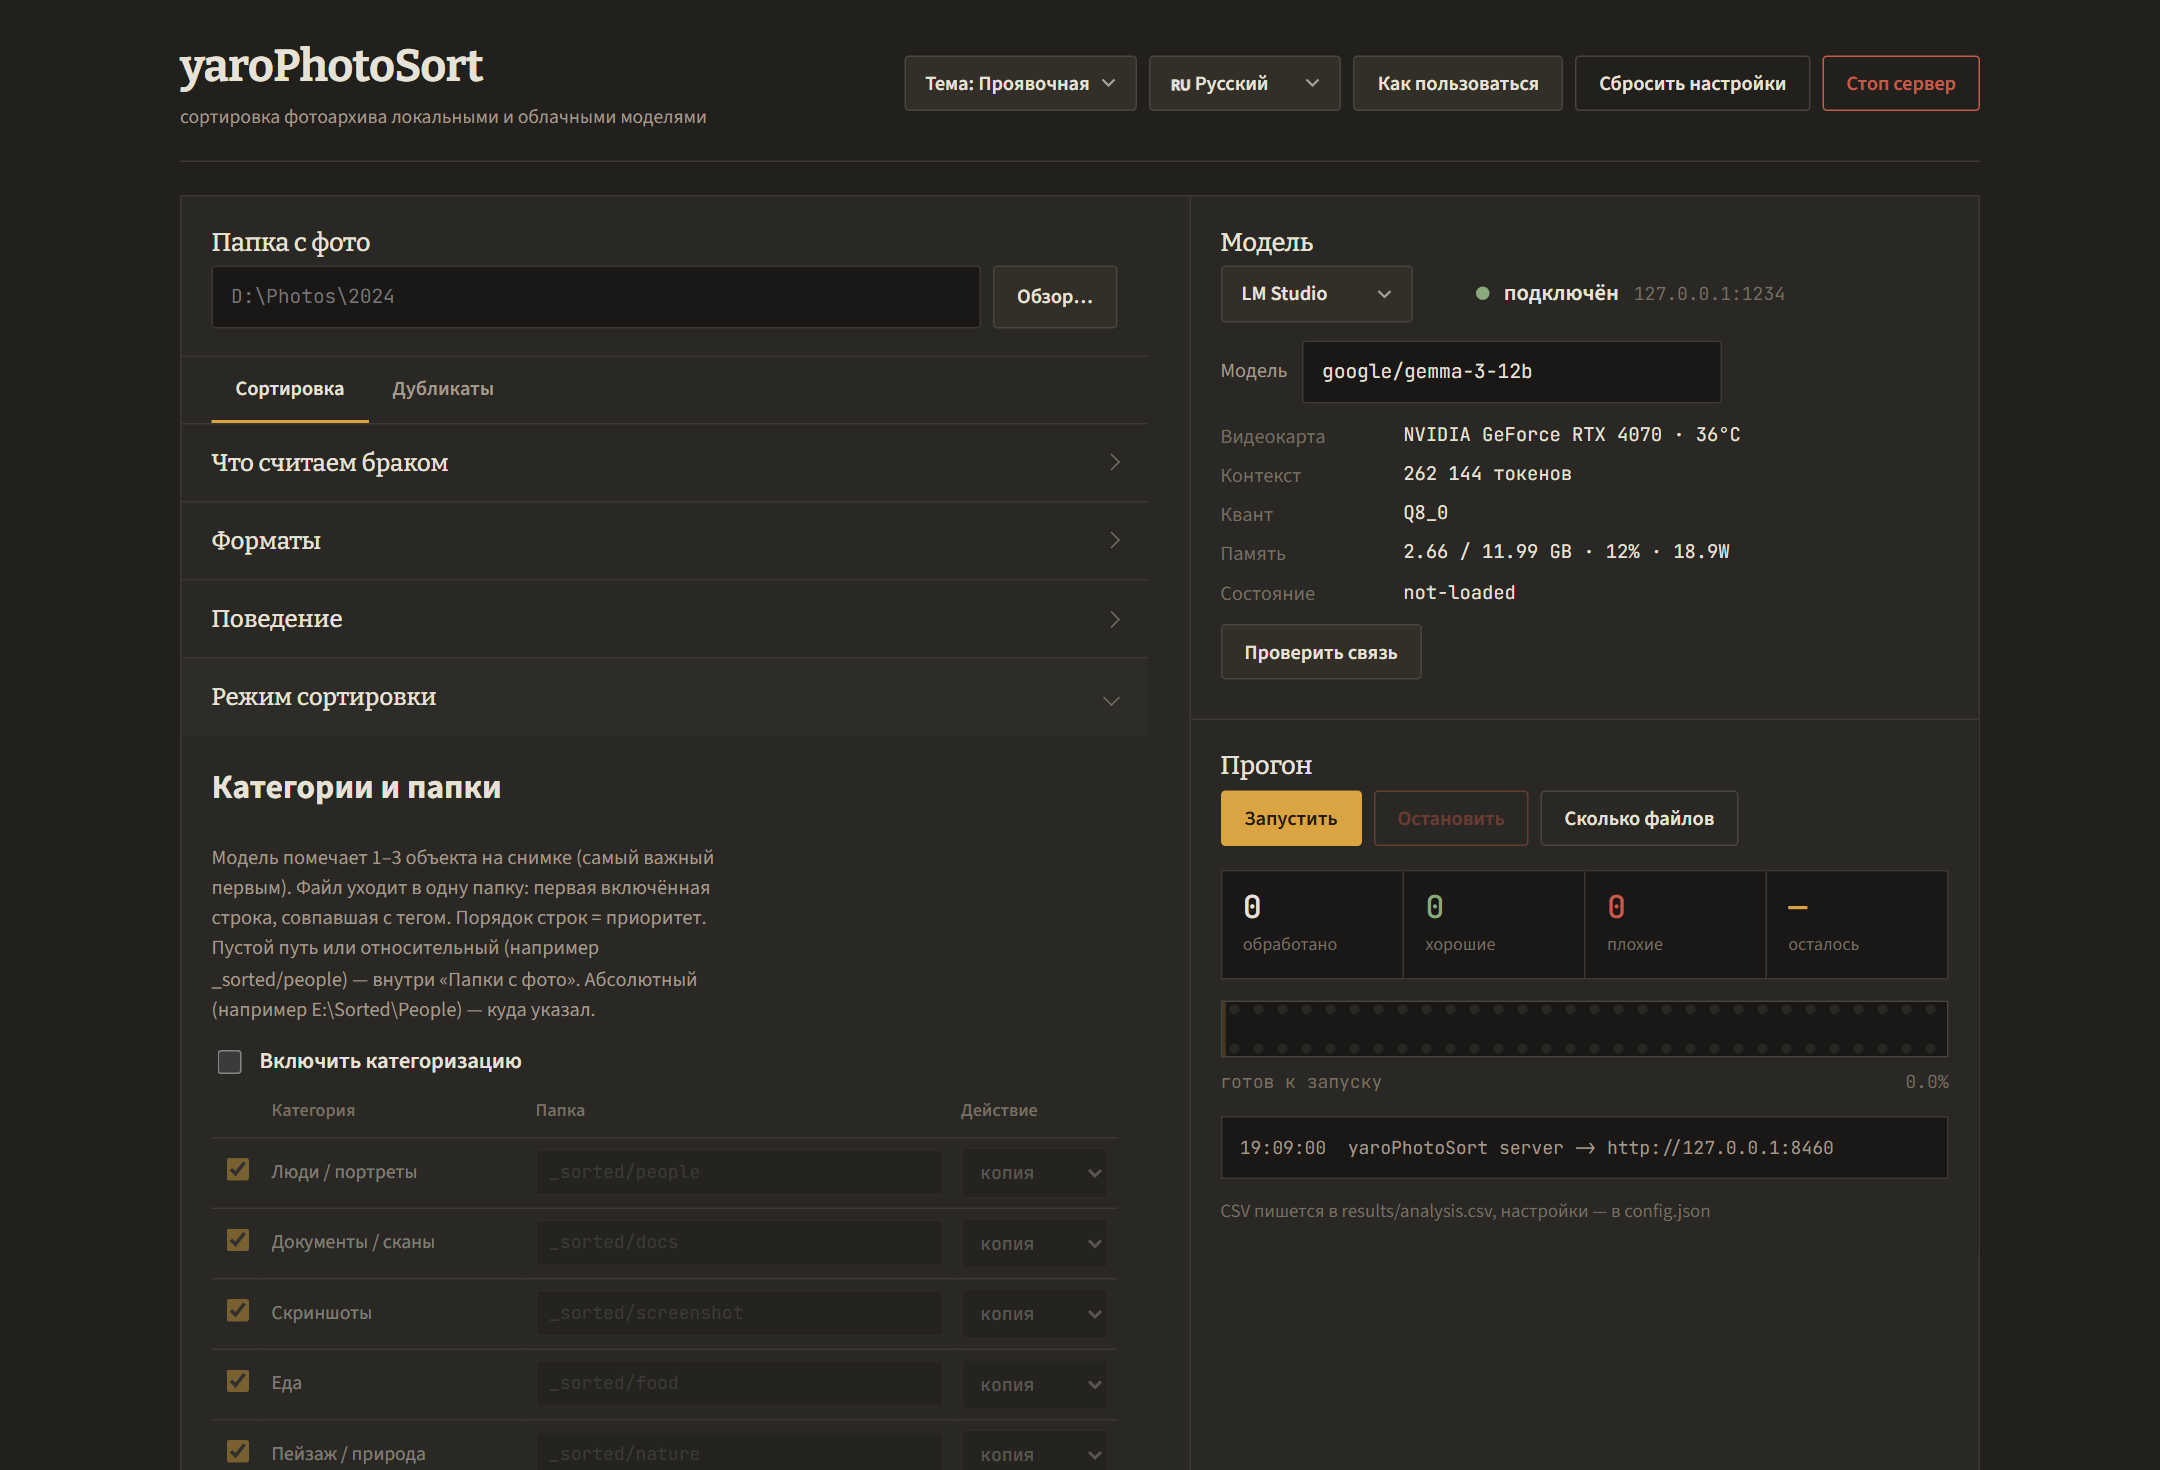 yaroPhotoSort
сортировка фотоархива локальными и облачными моделями
Тема: Проявочная
RU Русский
Как пользоваться
Сбросить настройки
Стоп сервер
Папка с фото
D:\Photos\2024
Обзор...
Сортировка
Дубликаты
Что считаем браком
Форматы
Поведение
Режим сортировки
Категории и папки
Модель помечает 1–3 объекта на снимке (самый важный
первым). Файл уходит в одну папку: первая включённая
строка, совпавшая с тегом. Порядок строк = приоритет.
Пустой путь или относительный (например
_sorted/people) — внутри «Папки с фото». Абсолютный
(например E:\Sorted\People) — куда указал.
Включить категоризацию
Категория Папка Действие
Люди / портреты _sorted/people копия
Документы / сканы _sorted/docs копия
Скриншоты _sorted/screenshot копия
Еда _sorted/food копия
Пейзаж / природа _sorted/nature копия
Модель
LM Studio
подключён 127.0.0.1:1234
Модель google/gemma-3-12b
Видеокарта NVIDIA GeForce RTX 4070 · 36°C
Контекст 262 144 токенов
Квант Q8_0
Память 2.66 / 11.99 GB · 12% · 18.9W
Состояние not-loaded
Проверить связь
Прогон
Запустить
Остановить
Сколько файлов
0 0 0 —
обработано хорошие плохие осталось
готов к запуску 0.0%
19:09:00 yaroPhotoSort server → http://127.0.0.1:8460
CSV пишется в results/analysis.csv, настройки — в config.json